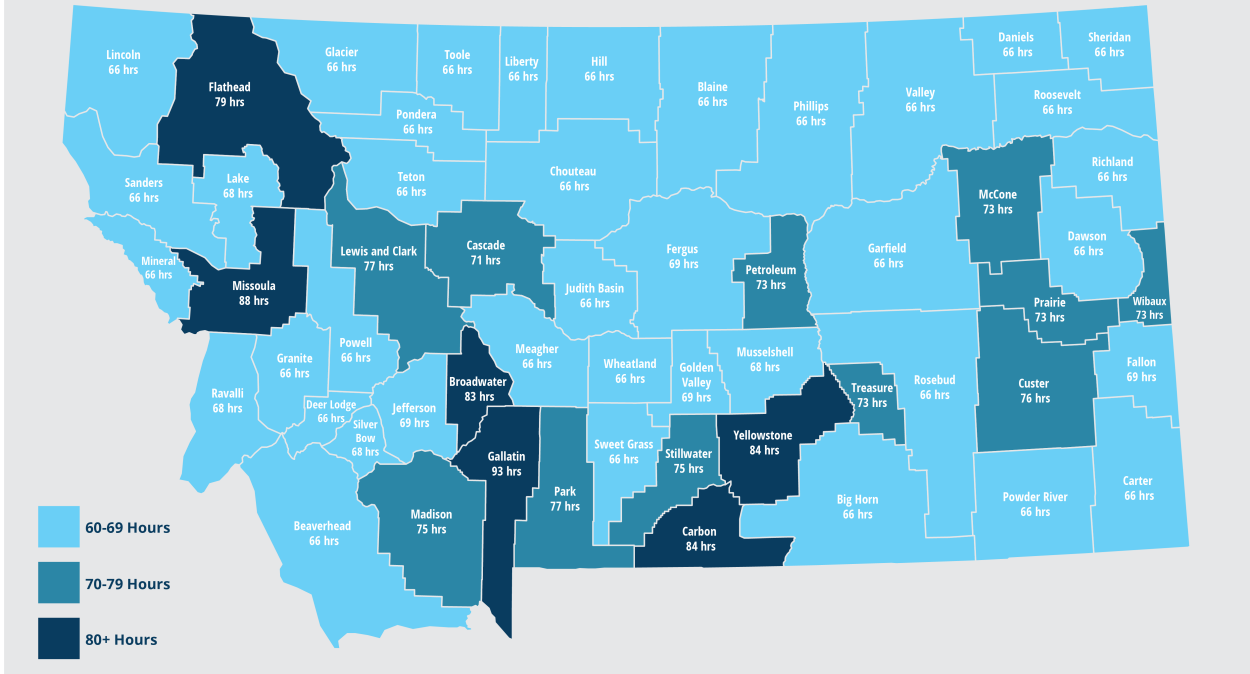 Lincoln
66 hrs
Flathead
79 hrs
Glacier
66 hrs
Toole
66 hrs
Liberty
66 hrs
Hill
66 hrs
Blaine
66 hrs
Phillips
66 hrs
Valley
66 hrs
Daniels
66 hrs
Sheridan
66 hrs
Roosevelt
66 hrs
Pondera
66 hrs
Teton
66 hrs
Chouteau
66 hrs
Richland
66 hrs
McCone
73 hrs
Sanders
66 hrs
Lake
68 hrs
Lewis and Clark
77 hrs
Cascade
71 hrs
Fergus
69 hrs
Petroleum
73 hrs
Garfield
66 hrs
Dawson
66 hrs
Mineral
66 hrs
Missoula
88 hrs
Judith Basin
66 hrs
Prairie
73 hrs
Wibaux
73 hrs
Powell
66 hrs
Granite
66 hrs
Meagher
66 hrs
Wheatland
66 hrs
Golden
Valley
69 hrs
Musselshell
68 hrs
Treasure
73 hrs
Rosebud
66 hrs
Custer
76 hrs
Fallon
69 hrs
Ravalli
68 hrs
Deer Lodge
66 hrs
Silver
Bow
68 hrs
Jefferson
69 hrs
Broadwater
83 hrs
Gallatin
93 hrs
Park
77 hrs
Sweet Grass
66 hrs
Stillwater
75 hrs
Yellowstone
84 hrs
Big Horn
66 hrs
Powder River
66 hrs
Carter
66 hrs
Beaverhead
66 hrs
Madison
75 hrs
Carbon
84 hrs
60-69 Hours
70-79 Hours
80+ Hours